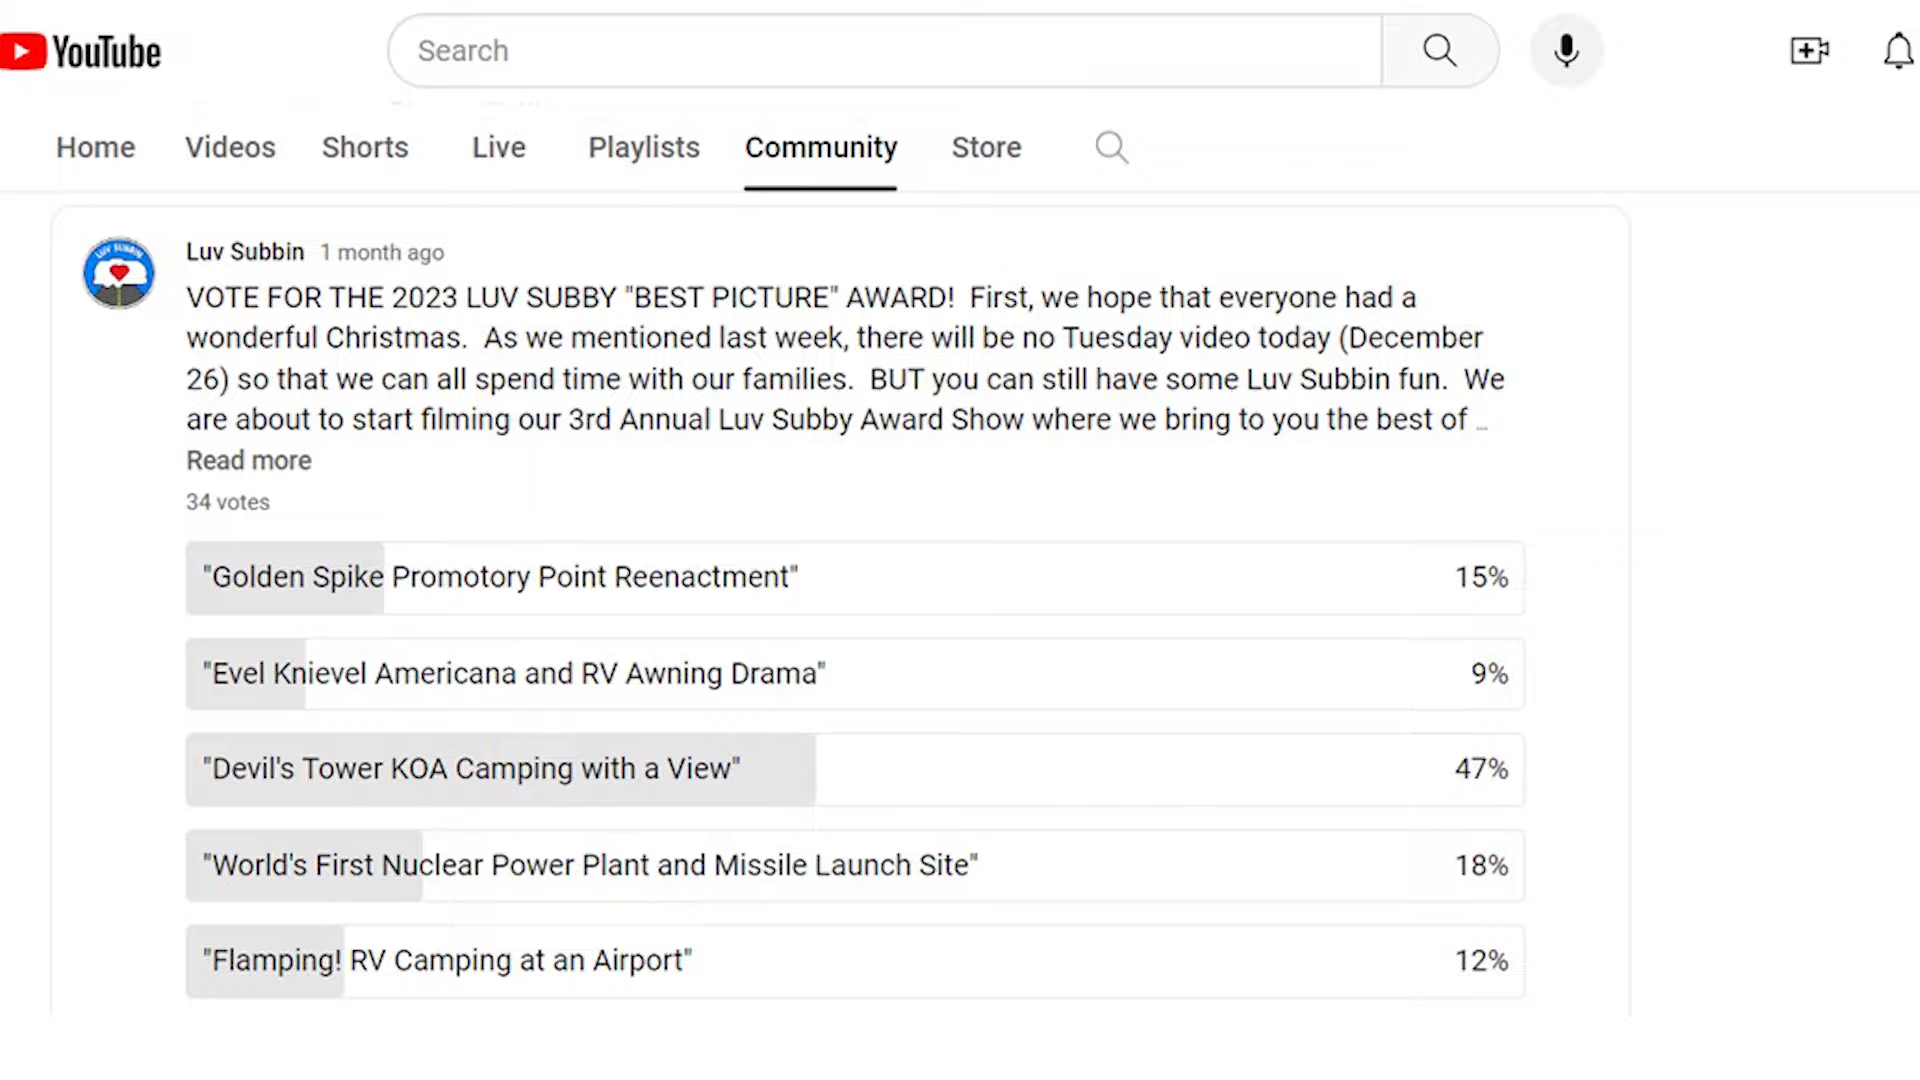 YouTube
Search
Home Videos Shorts Live Playlists Community Store
LUV SUBBIN
Luv Subbin 1 month ago
VOTE FOR THE 2023 LUV SUBBY "BEST PICTURE" AWARD! First, we hope that everyone had a
wonderful Christmas. As we mentioned last week, there will be no Tuesday video today (December
26) so that we can all spend time with our families. BUT you can still have some Luv Subbin fun. We
are about to start filming our 3rd Annual Luv Subby Award Show where we bring to you the best of ...
Read more
34 votes
"Golden Spike Promotory Point Reenactment" 15%
"Evel Knievel Americana and RV Awning Drama" 9%
"Devil's Tower KOA Camping with a View" 47%
"World's First Nuclear Power Plant and Missile Launch Site" 18%
"Flamping! RV Camping at an Airport" 12%